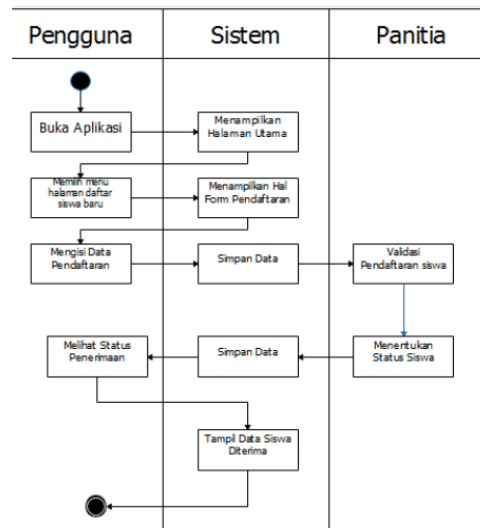 Pengguna
Sistem
Panitia
Buka Aplikasi
Menampilkan
Halaman Utama
Memilih menu
halaman daftar
siswa baru
Menampilkan Hal
Form Pendaftaran
Mengisi Data
Pendaftaran
Simpan Data
Validasi
Pendaftaran siswa
Melihat Status
Penerimaan
Simpan Data
Menentukan
Status Siswa
Tampil Data Siswa
Diterima